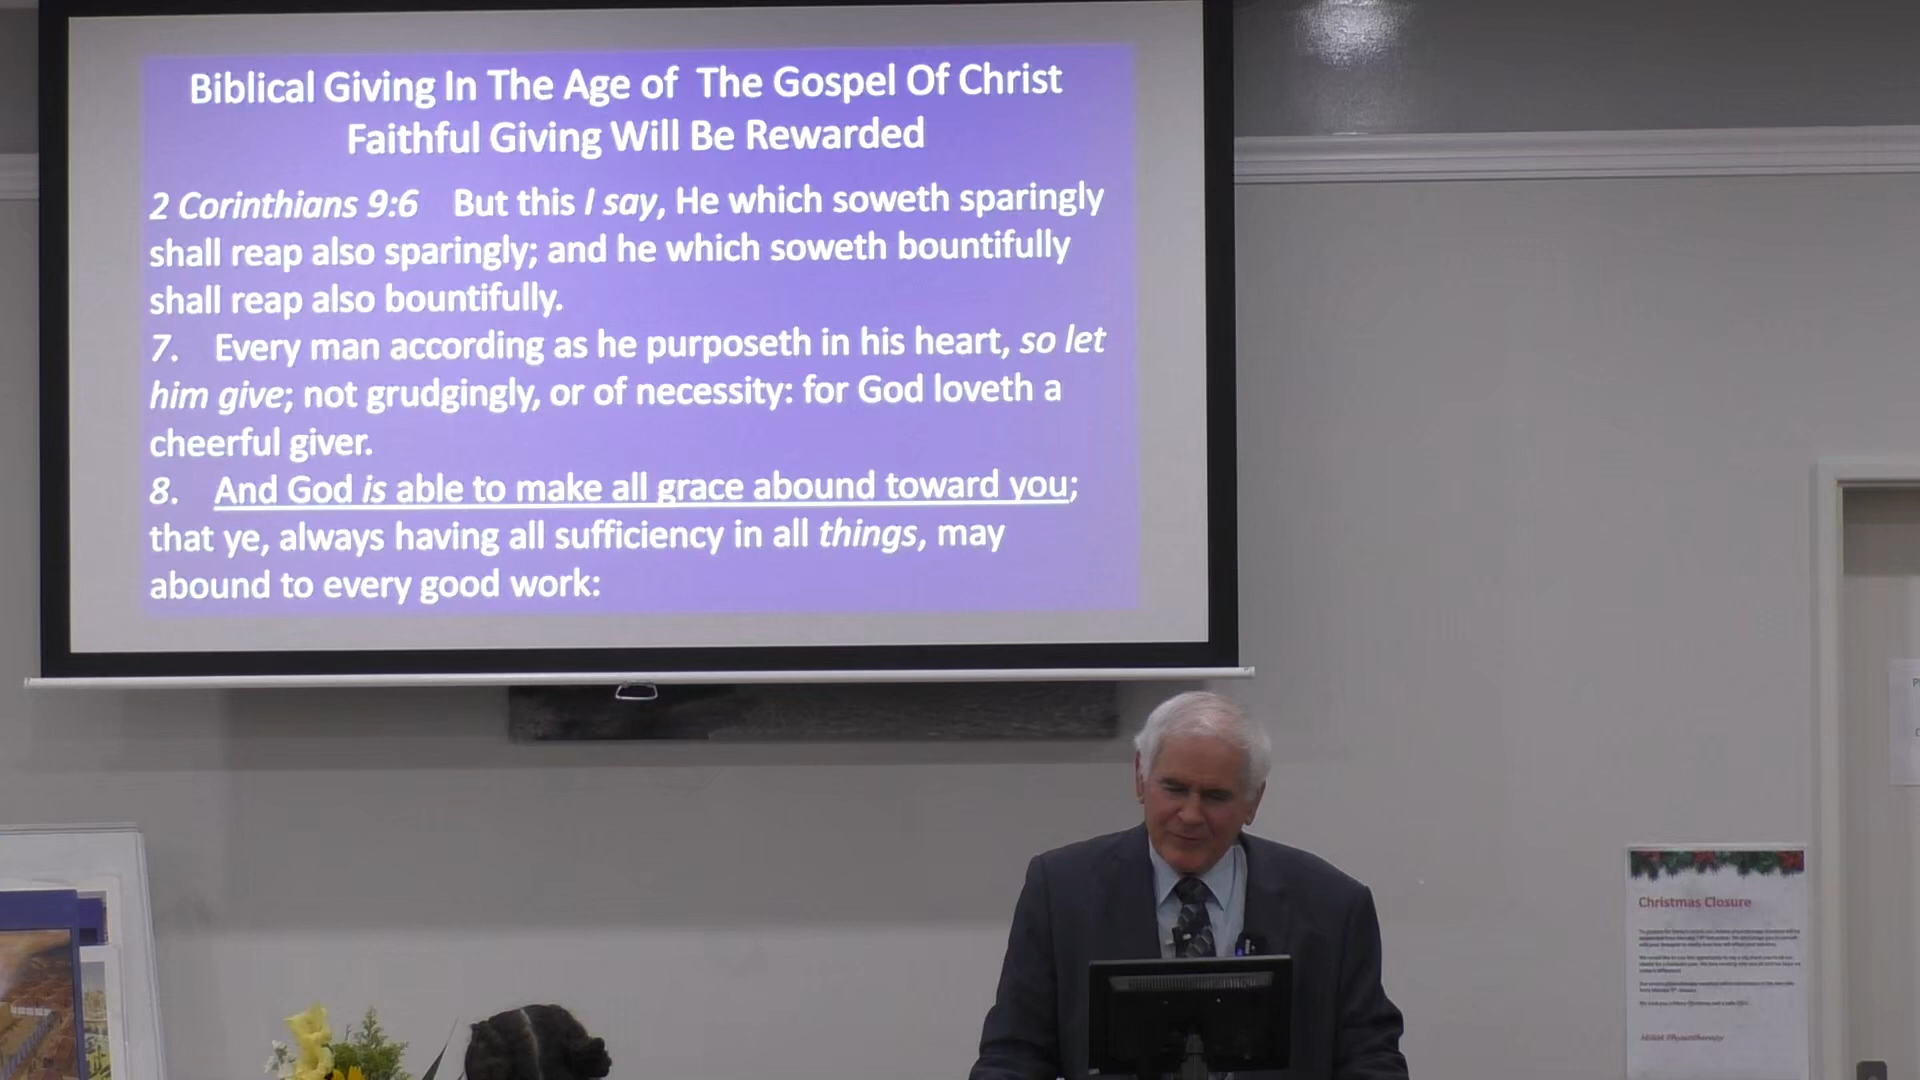 Biblical Giving In The Age of The Gospel Of Christ
Faithful Giving Will Be Rewarded
2 Corinthians 9:6 But this I say, He which soweth sparingly
shall reap also sparingly; and he which soweth bountifully
shall reap also bountifully.
7. Every man according as he purposeth in his heart, so let
him give; not grudgingly, or of necessity: for God loveth a
cheerful giver.
8. And God is able to make all grace abound toward you;
that ye, always having all sufficiency in all things, may
abound to every good work:
Christmas Closure